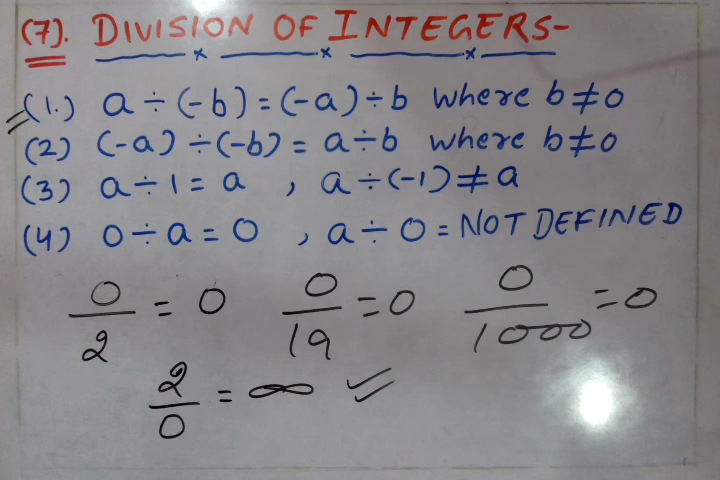 (7). DIVISION OF INTEGERS-
(1.) a ÷ (-b) = (-a) ÷ b where b ≠ 0
(2) (-a) ÷ (-b) = a ÷ b where b ≠ 0
(3) a ÷ 1 = a , a ÷ (-1) ≠ a
(4) 0 ÷ a = 0 , a ÷ 0 = NOT DEFINED
0/2 = 0 0/19 = 0 0/1000 = 0
2/0 = ∞